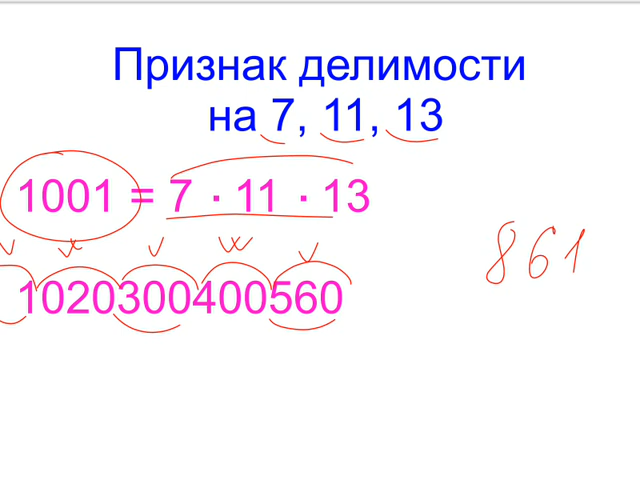 Признак делимости
на 7, 11, 13
1001 = 7 · 11 · 13
1020300400560
861